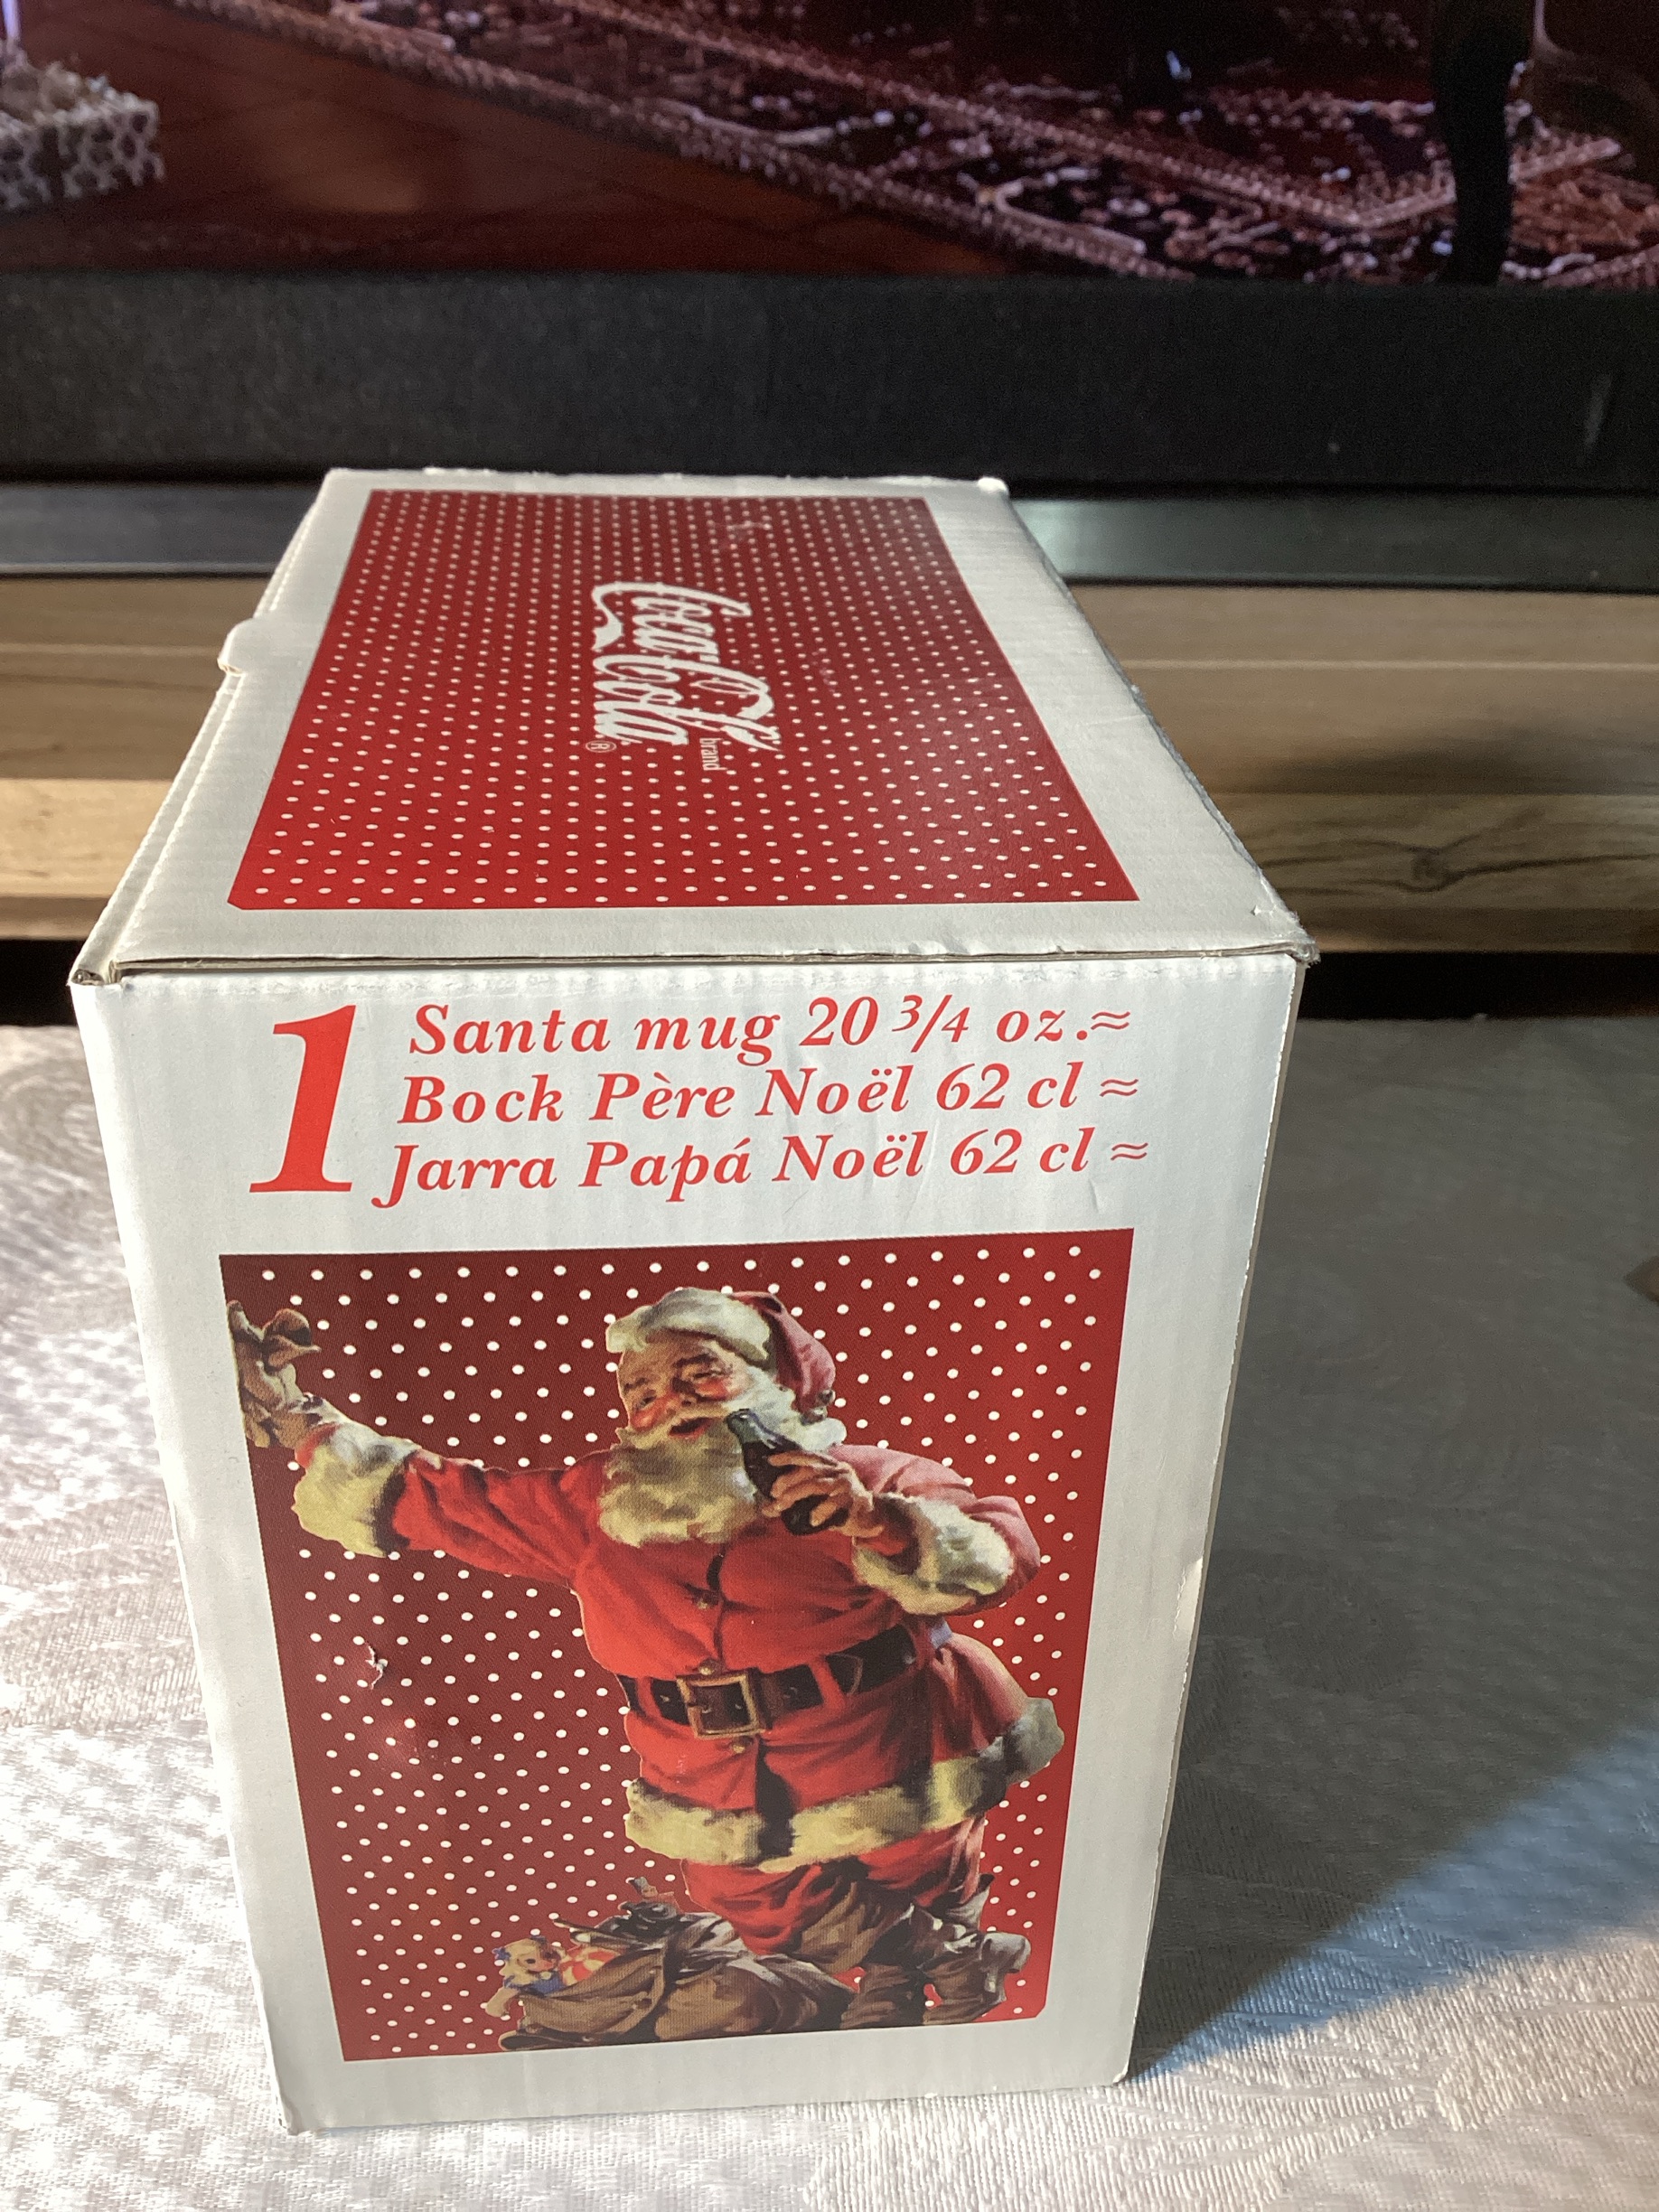 Coca-Cola ®
brand
1 Santa mug 20 3/4 oz.≈
Bock Père Noël 62 cl ≈
Jarra Papá Noël 62 cl ≈